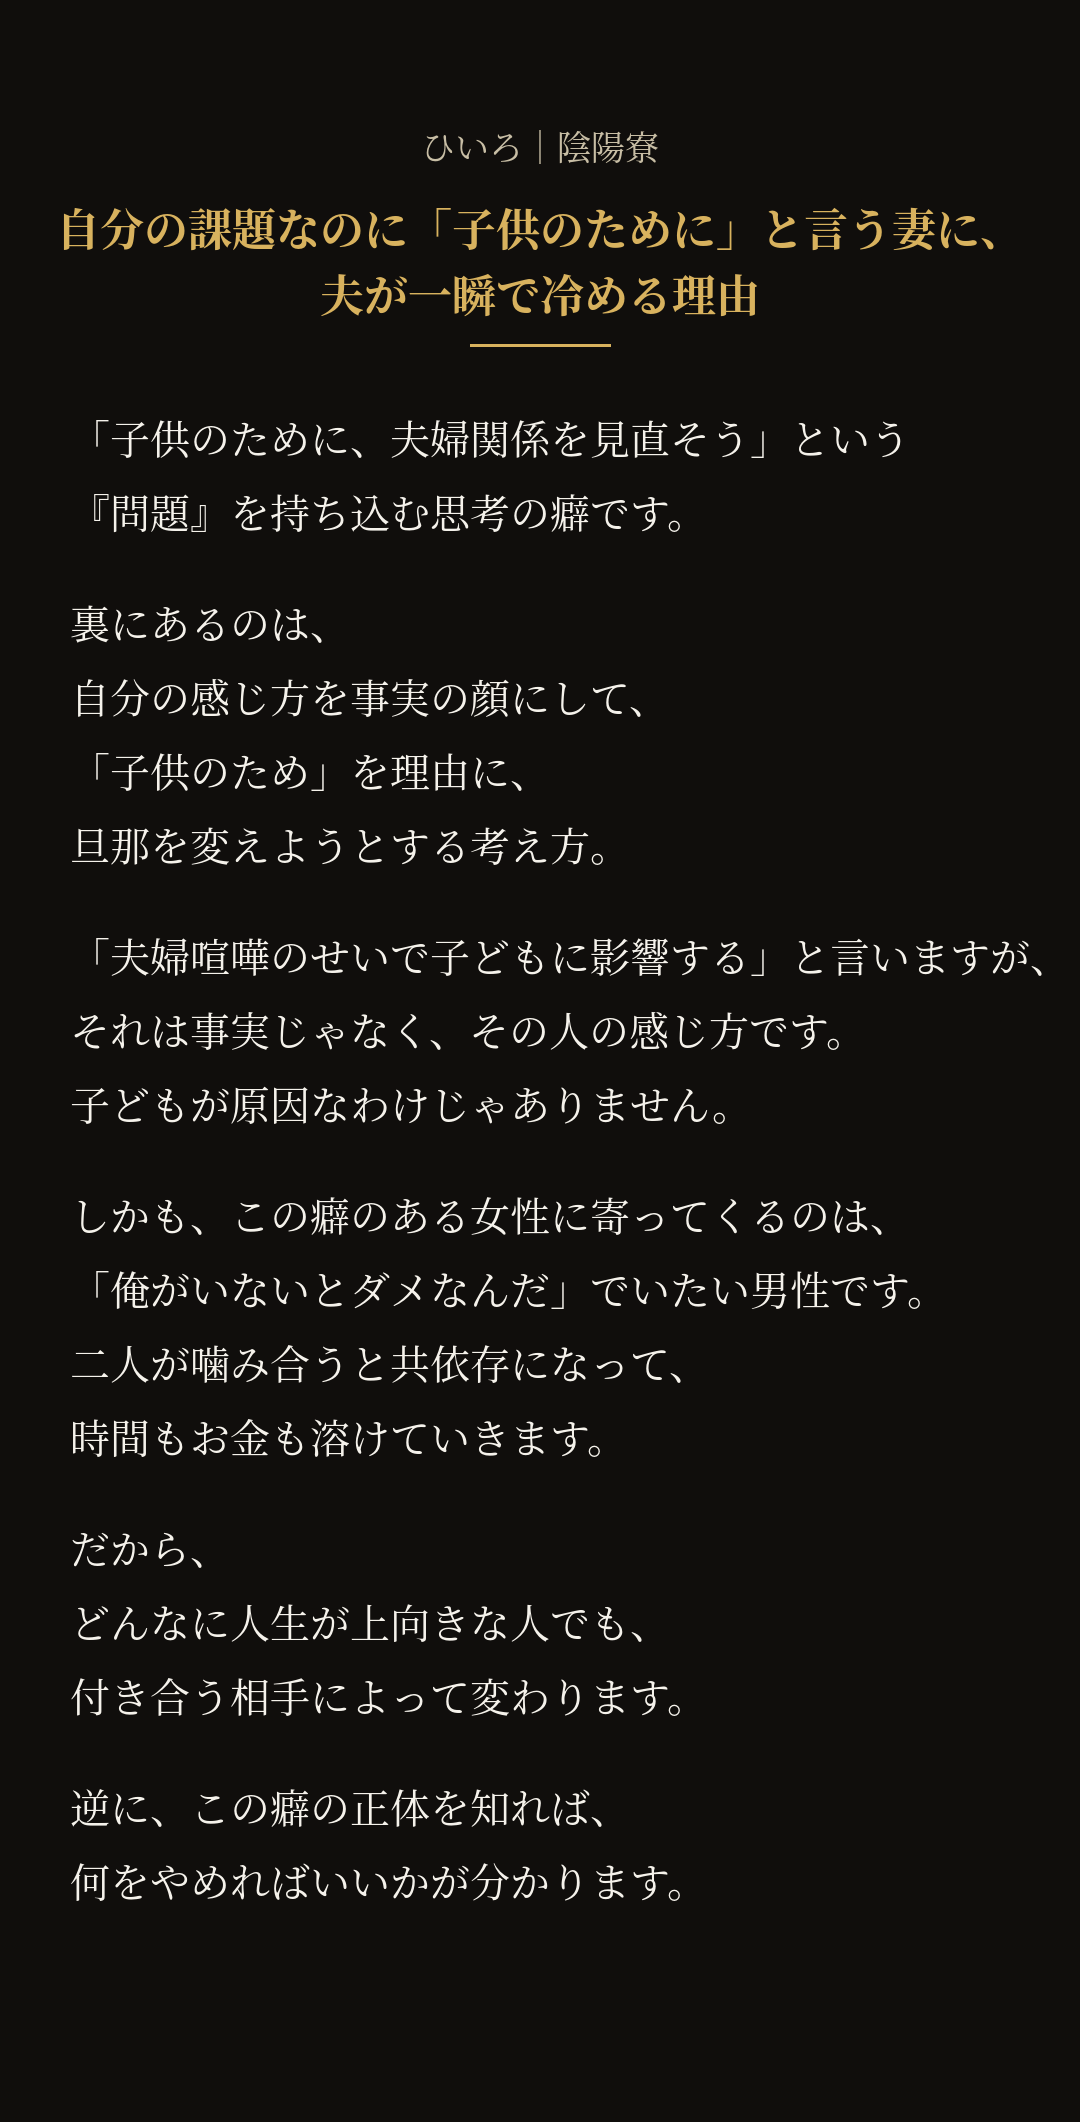 ひいろ｜陰陽寮
自分の課題なのに「子供のために」と言う妻に、
夫が一瞬で冷める理由
「子供のために、夫婦関係を見直そう」という
『問題』を持ち込む思考の癖です。
裏にあるのは、
自分の感じ方を事実の顔にして、
「子供のため」を理由に、
旦那を変えようとする考え方。
「夫婦喧嘩のせいで子どもに影響する」と言いますが、
それは事実じゃなく、その人の感じ方です。
子どもが原因なわけじゃありません。
しかも、この癖のある女性に寄ってくるのは、
「俺がいないとダメなんだ」でいたい男性です。
二人が噛み合うと共依存になって、
時間もお金も溶けていきます。
だから、
どんなに人生が上向きな人でも、
付き合う相手によって変わります。
逆に、この癖の正体を知れば、
何をやめればいいかが分かります。